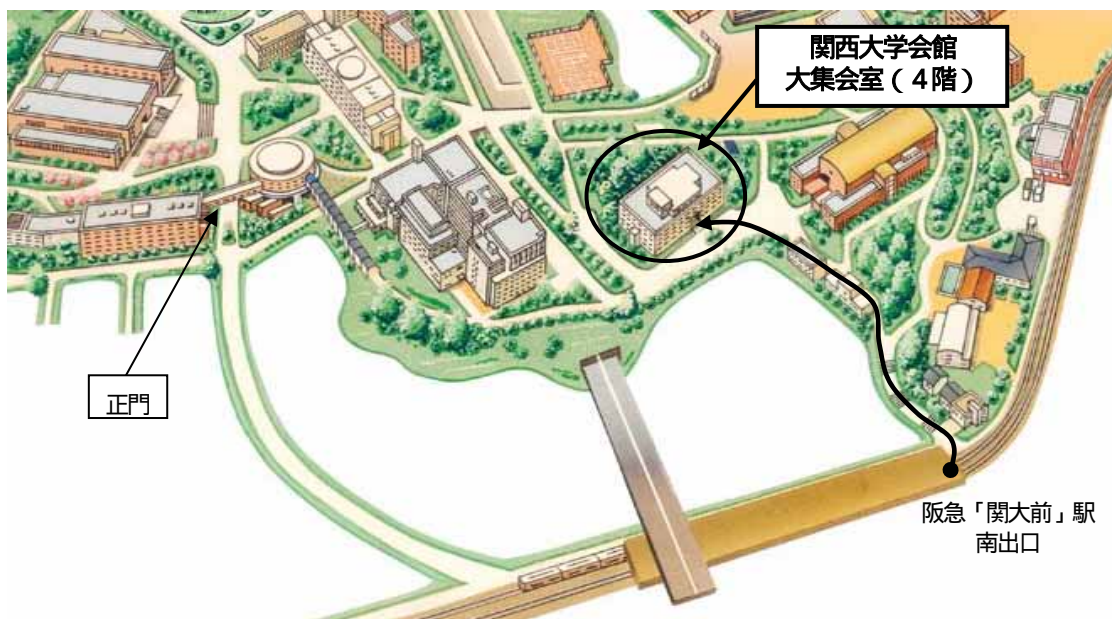 関西大学会館
大集会室（４階）
正門
阪急「関大前」駅
南出口